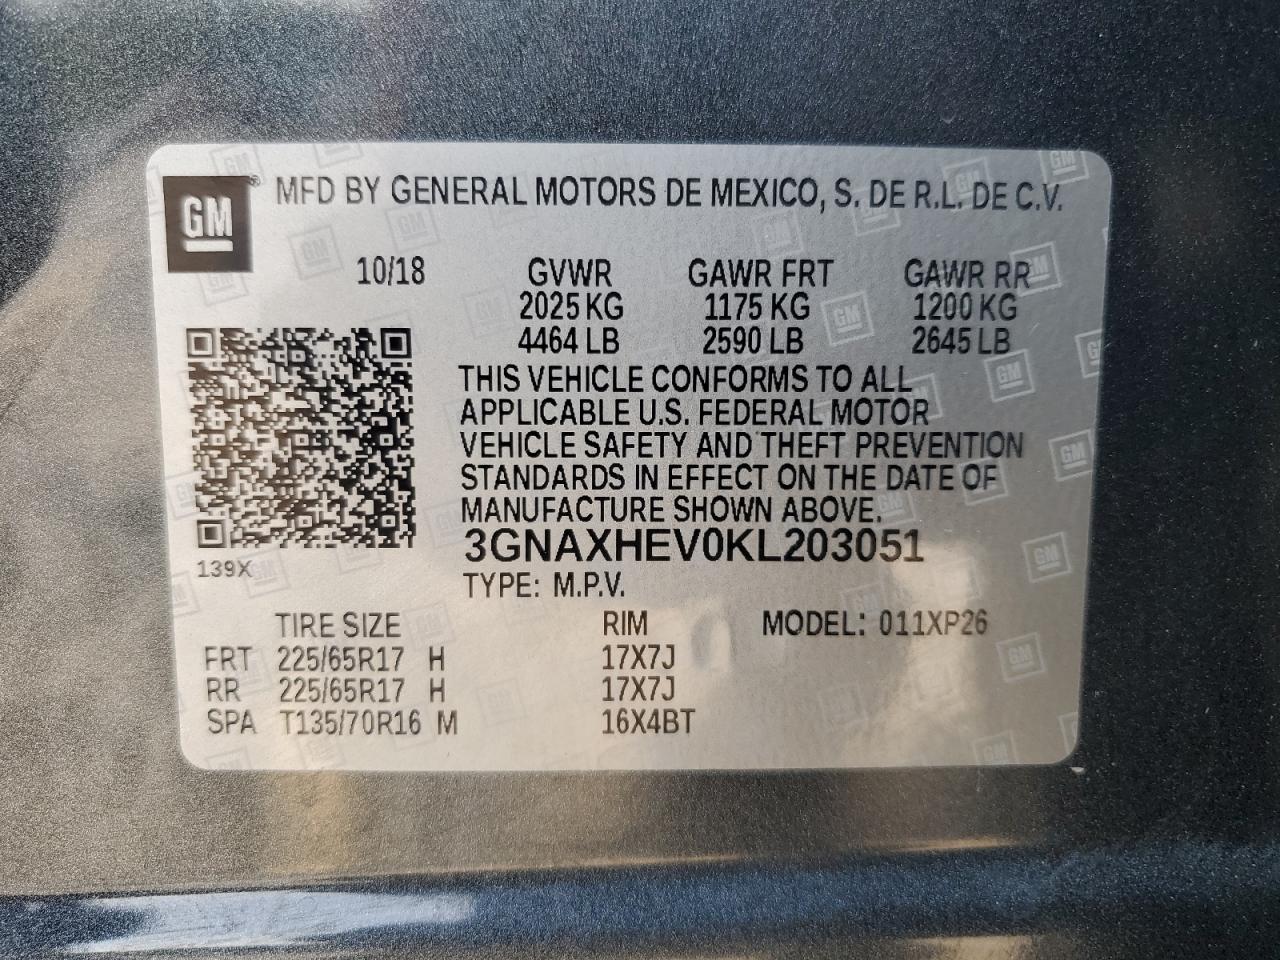 GM® MFD BY GENERAL MOTORS DE MEXICO, S. DE R.L. DE C.V.
10/18 GVWR GAWR FRT GAWR RR
2025 KG 1175 KG 1200 KG
4464 LB 2590 LB 2645 LB
THIS VEHICLE CONFORMS TO ALL
APPLICABLE U.S. FEDERAL MOTOR
VEHICLE SAFETY AND THEFT PREVENTION
STANDARDS IN EFFECT ON THE DATE OF
MANUFACTURE SHOWN ABOVE.
3GNAXHEV0KL203051
139X
TYPE: M.P.V.
TIRE SIZE RIM MODEL: 011XP26
FRT 225/65R17 H 17X7J
RR 225/65R17 H 17X7J
SPA T135/70R16 M 16X4BT